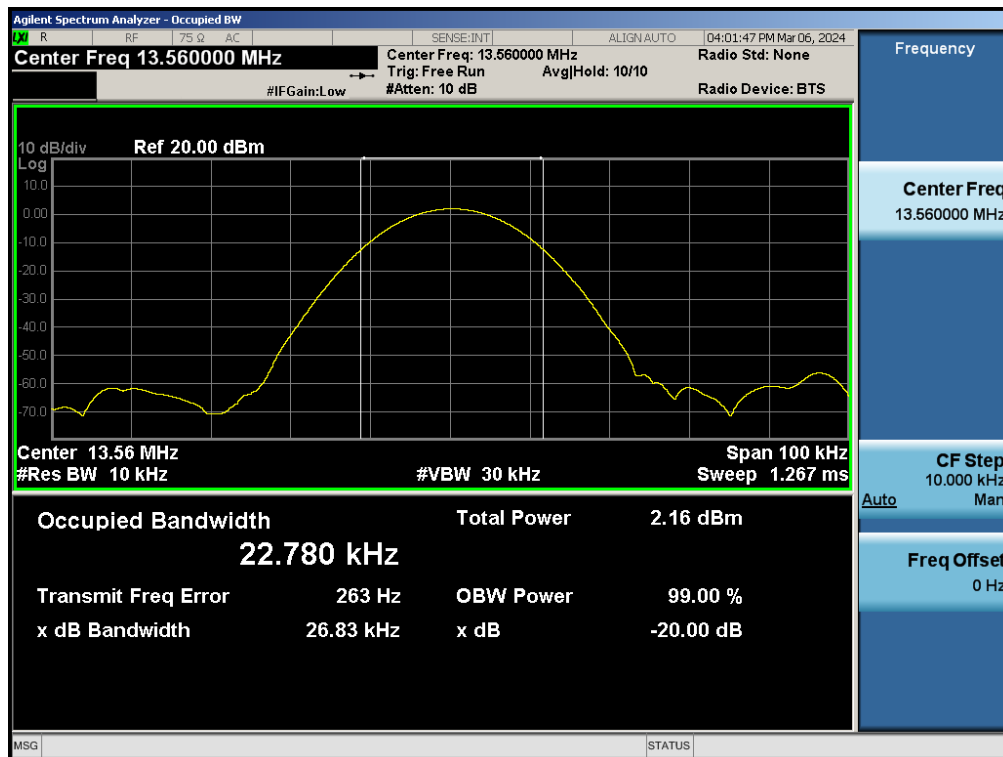 Agilent Spectrum Analyzer - Occupied BW
LXI R RF 75 Ω AC SENSE:INT ALIGN AUTO 04:01:47 PM Mar 06, 2024
Center Freq 13.560000 MHz
Center Freq: 13.560000 MHz
Radio Std: None
Trig: Free Run Avg|Hold: 10/10
#IFGain:Low
#Atten: 10 dB
Radio Device: BTS
10 dB/div Ref 20.00 dBm
Log
10.0
0.00
-10.0
-20.0
-30.0
-40.0
-50.0
-60.0
-70.0
Center 13.56 MHz
Span 100 kHz
#Res BW 10 kHz
#VBW 30 kHz
Sweep 1.267 ms
Occupied Bandwidth
Total Power 2.16 dBm
22.780 kHz
Transmit Freq Error 263 Hz
OBW Power 99.00 %
x dB Bandwidth 26.83 kHz
x dB -20.00 dB
MSG
STATUS
Frequency
Center Freq
13.560000 MHz
CF Step
10.000 kHz
Auto Man
Freq Offset
0 Hz